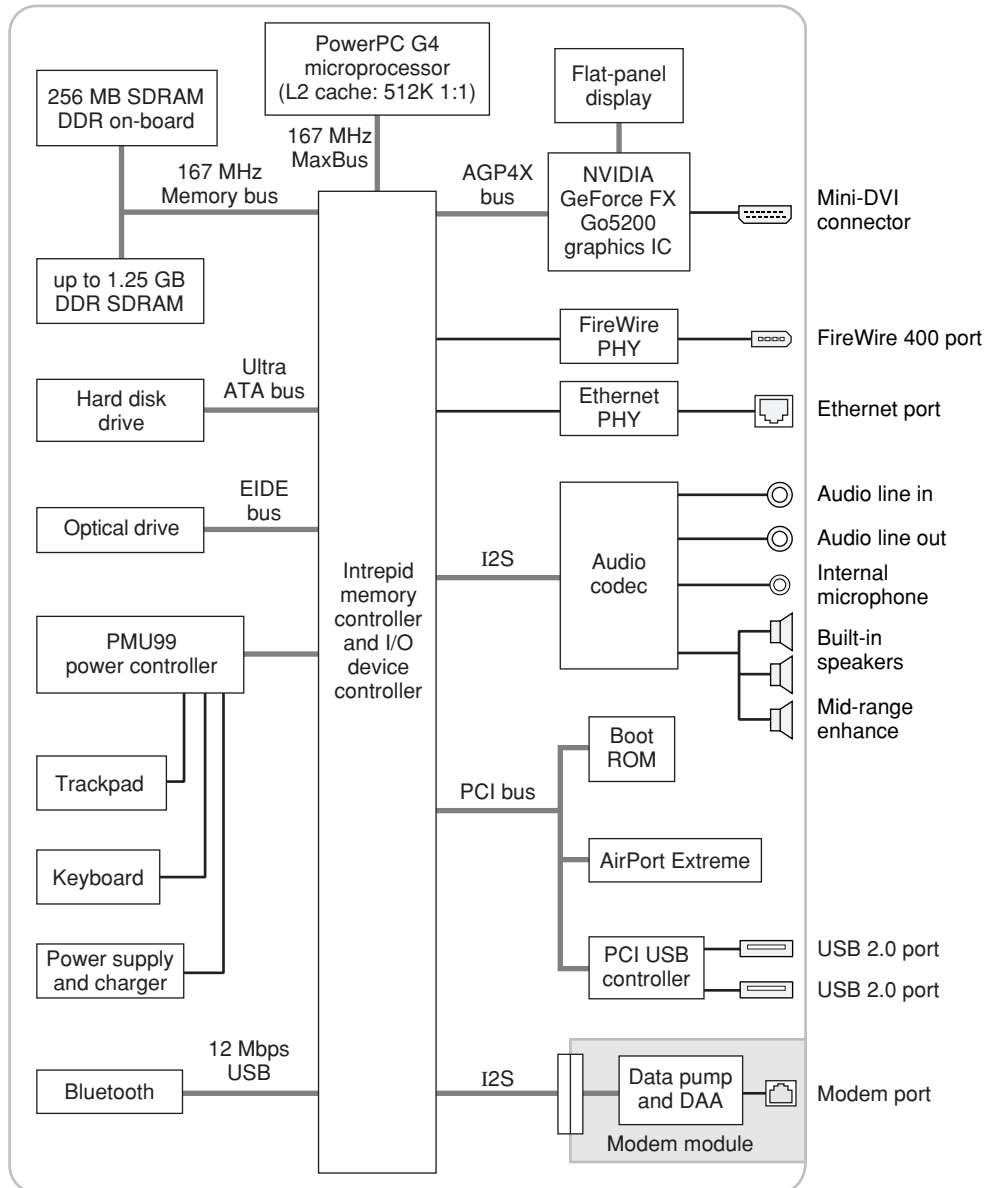 PowerPC G4
microprocessor
(L2 cache: 512K 1:1)
Flat-panel
display
256 MB SDRAM
DDR on-board
167 MHz
MaxBus
167 MHz
Memory bus
AGP4X
bus
NVIDIA
GeForce FX
Go5200
graphics IC
Mini-DVI
connector
up to 1.25 GB
DDR SDRAM
FireWire
PHY
FireWire 400 port
Ultra
ATA bus
Hard disk
drive
Ethernet
PHY
Ethernet port
EIDE
bus
Optical drive
I2S
Audio
codec
Audio line in
Audio line out
Internal
microphone
Built-in
speakers
Mid-range
enhance
Intrepid
memory
controller
and I/O
device
controller
PMU99
power controller
Trackpad
Keyboard
Power supply
and charger
PCI bus
Boot
ROM
AirPort Extreme
PCI USB
controller
USB 2.0 port
USB 2.0 port
12 Mbps
USB
Bluetooth
I2S
Data pump
and DAA
Modem port
Modem module